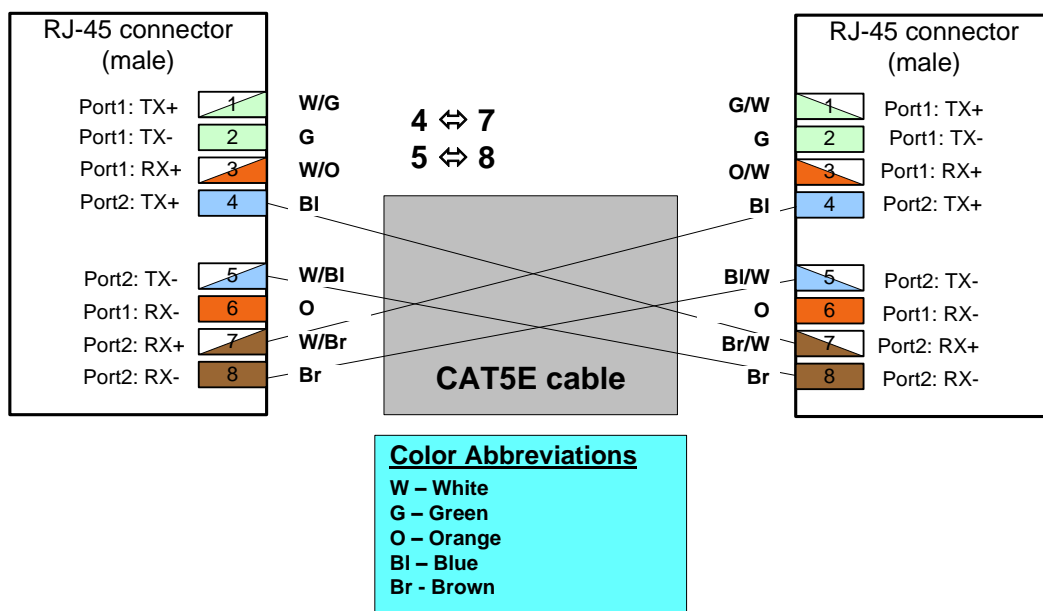 RJ-45 connector
(male)
Port1: TX+ 1 W/G
Port1: TX- 2 G
Port1: RX+ 3 W/O
Port2: TX+ 4 Bl
Port2: TX- 5 W/Bl
Port1: RX- 6 O
Port2: RX+ 7 W/Br
Port2: RX- 8 Br
4 ⇔ 7
5 ⇔ 8
CAT5E cable
RJ-45 connector
(male)
G/W 1 Port1: TX+
G 2 Port1: TX-
O/W 3 Port1: RX+
Bl 4 Port2: TX+
Bl/W 5 Port2: TX-
O 6 Port1: RX-
Br/W 7 Port2: RX+
Br 8 Port2: RX-
Color Abbreviations
W – White
G – Green
O – Orange
Bl – Blue
Br - Brown